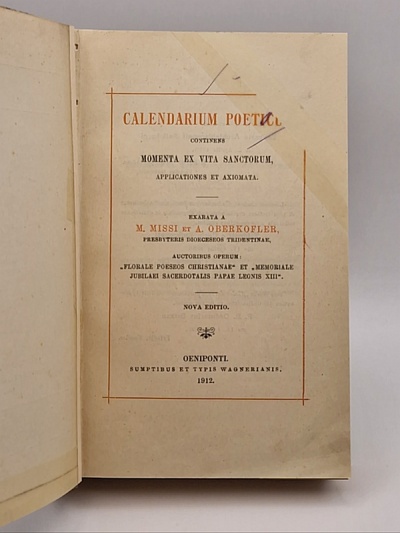 CALENDARIUM POETICU
CONTINENS
MOMENTA EX VITA SANCTORUM,
APPLICATIONES ET AXIOMATA.
EXARATA A
M. MISSI ET A. OBERKOFLER,
PRESBYTERIS DIOECESEOS TRIDENTINAE,
AUCTORIBUS OPERUM:
„FLORALE POESEOS CHRISTIANAE“ ET „MEMORIALE
JUBILAEI SACERDOTALIS PAPAE LEONIS XIII“.
NOVA EDITIO.
OENIPONTI.
SUMPTIBUS ET TYPIS WAGNERIANIS.
1912.